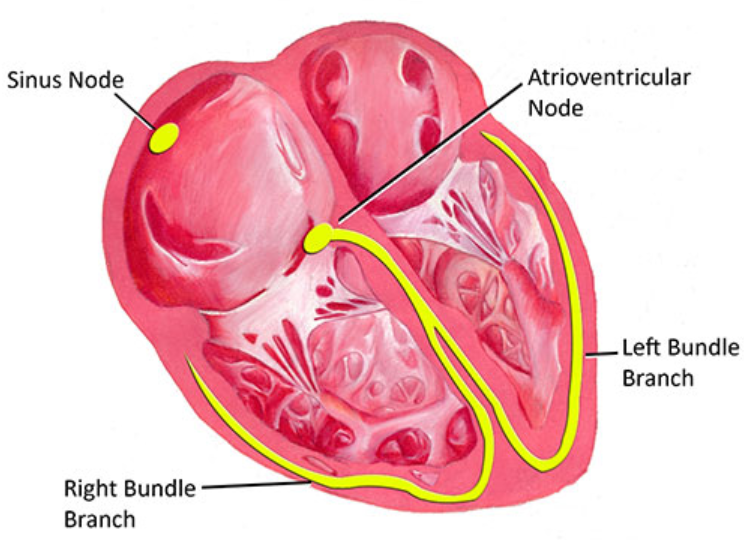 Sinus Node
Atrioventricular
Node
Left Bundle
Branch
Right Bundle
Branch